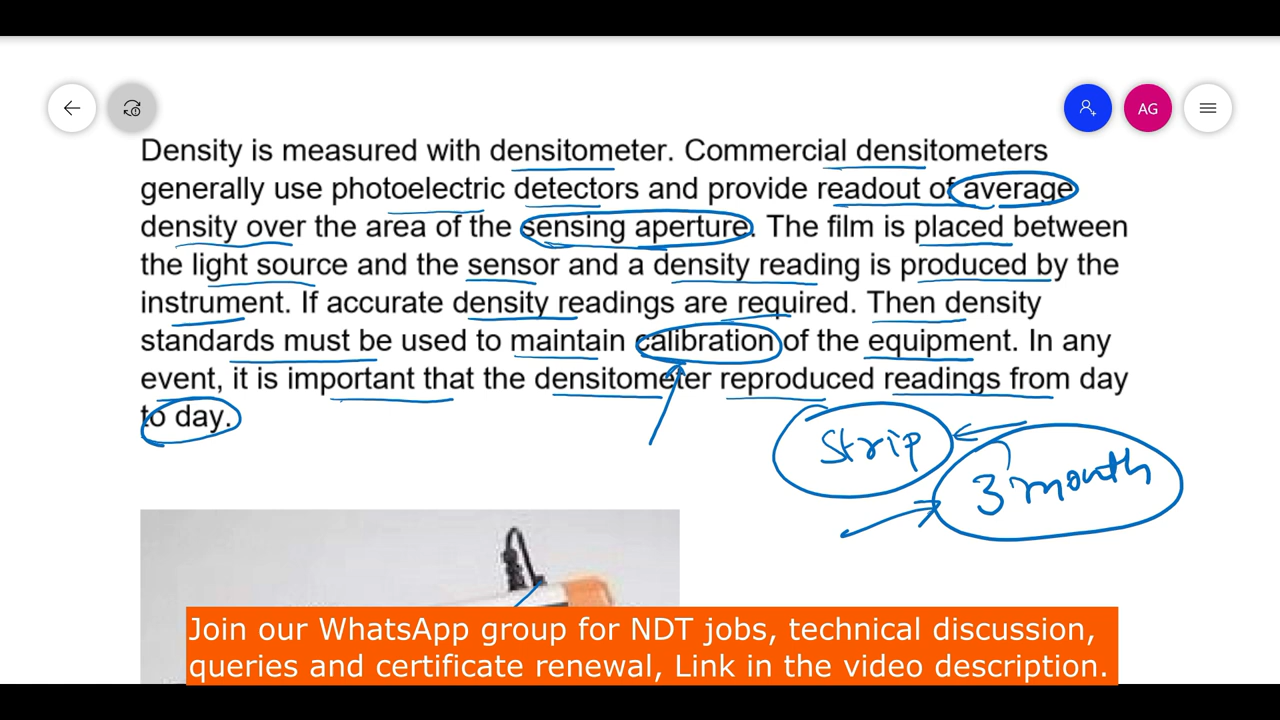 AG
Density is measured with densitometer. Commercial densitometers
generally use photoelectric detectors and provide readout of average
density over the area of the sensing aperture. The film is placed between
the light source and the sensor and a density reading is produced by the
instrument. If accurate density readings are required. Then density
standards must be used to maintain calibration of the equipment. In any
event, it is important that the densitometer reproduced readings from day
to day.
Strip
3 month
Join our WhatsApp group for NDT jobs, technical discussion,
queries and certificate renewal, Link in the video description.